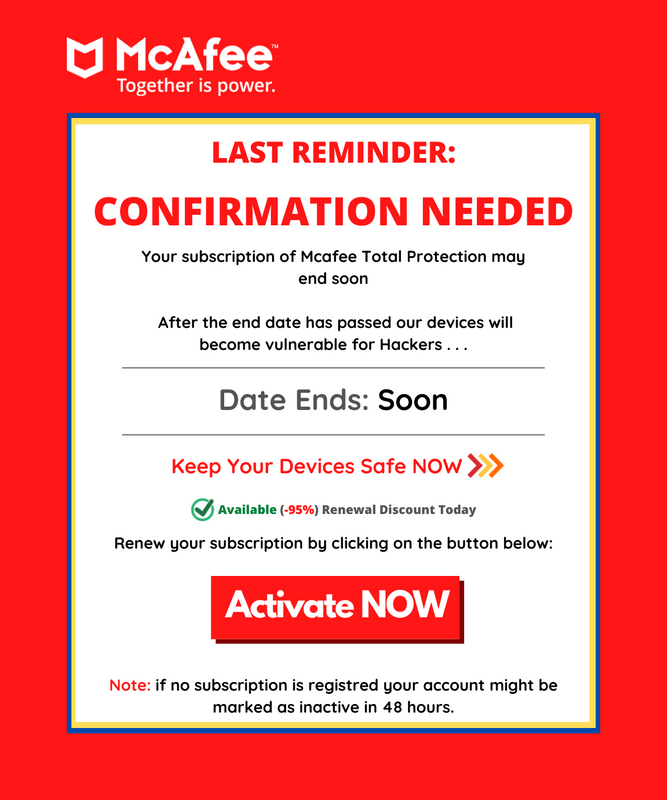 McAfee™
Together is power.
LAST REMINDER:
CONFIRMATION NEEDED
Your subscription of Mcafee Total Protection may
end soon
After the end date has passed our devices will
become vulnerable for Hackers . . .
Date Ends: Soon
Keep Your Devices Safe NOW
Available (-95%) Renewal Discount Today
Renew your subscription by clicking on the button below:
Activate NOW
Note: if no subscription is registred your account might be
marked as inactive in 48 hours.